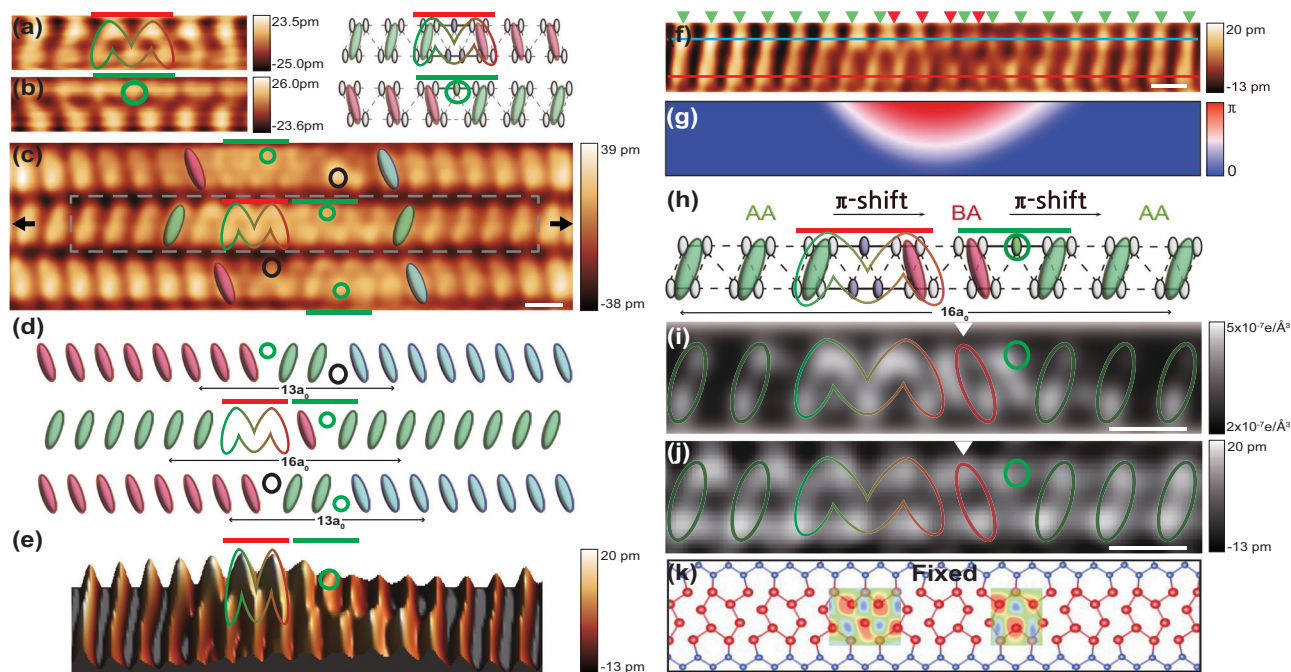 (a)
23.5pm
-25.0pm
(b)
26.0pm
-23.6pm
(c)
39 pm
-38 pm
(d)
13a₀
16a₀
13a₀
(e)
20 pm
-13 pm
(f)
20 pm
-13 pm
(g)
π
0
(h)
AA
π-shift
BA
π-shift
AA
16a₀
(i)
5x10⁻⁷e/Å³
2x10⁻⁷e/Å³
(j)
20 pm
-13 pm
(k)
Fixed